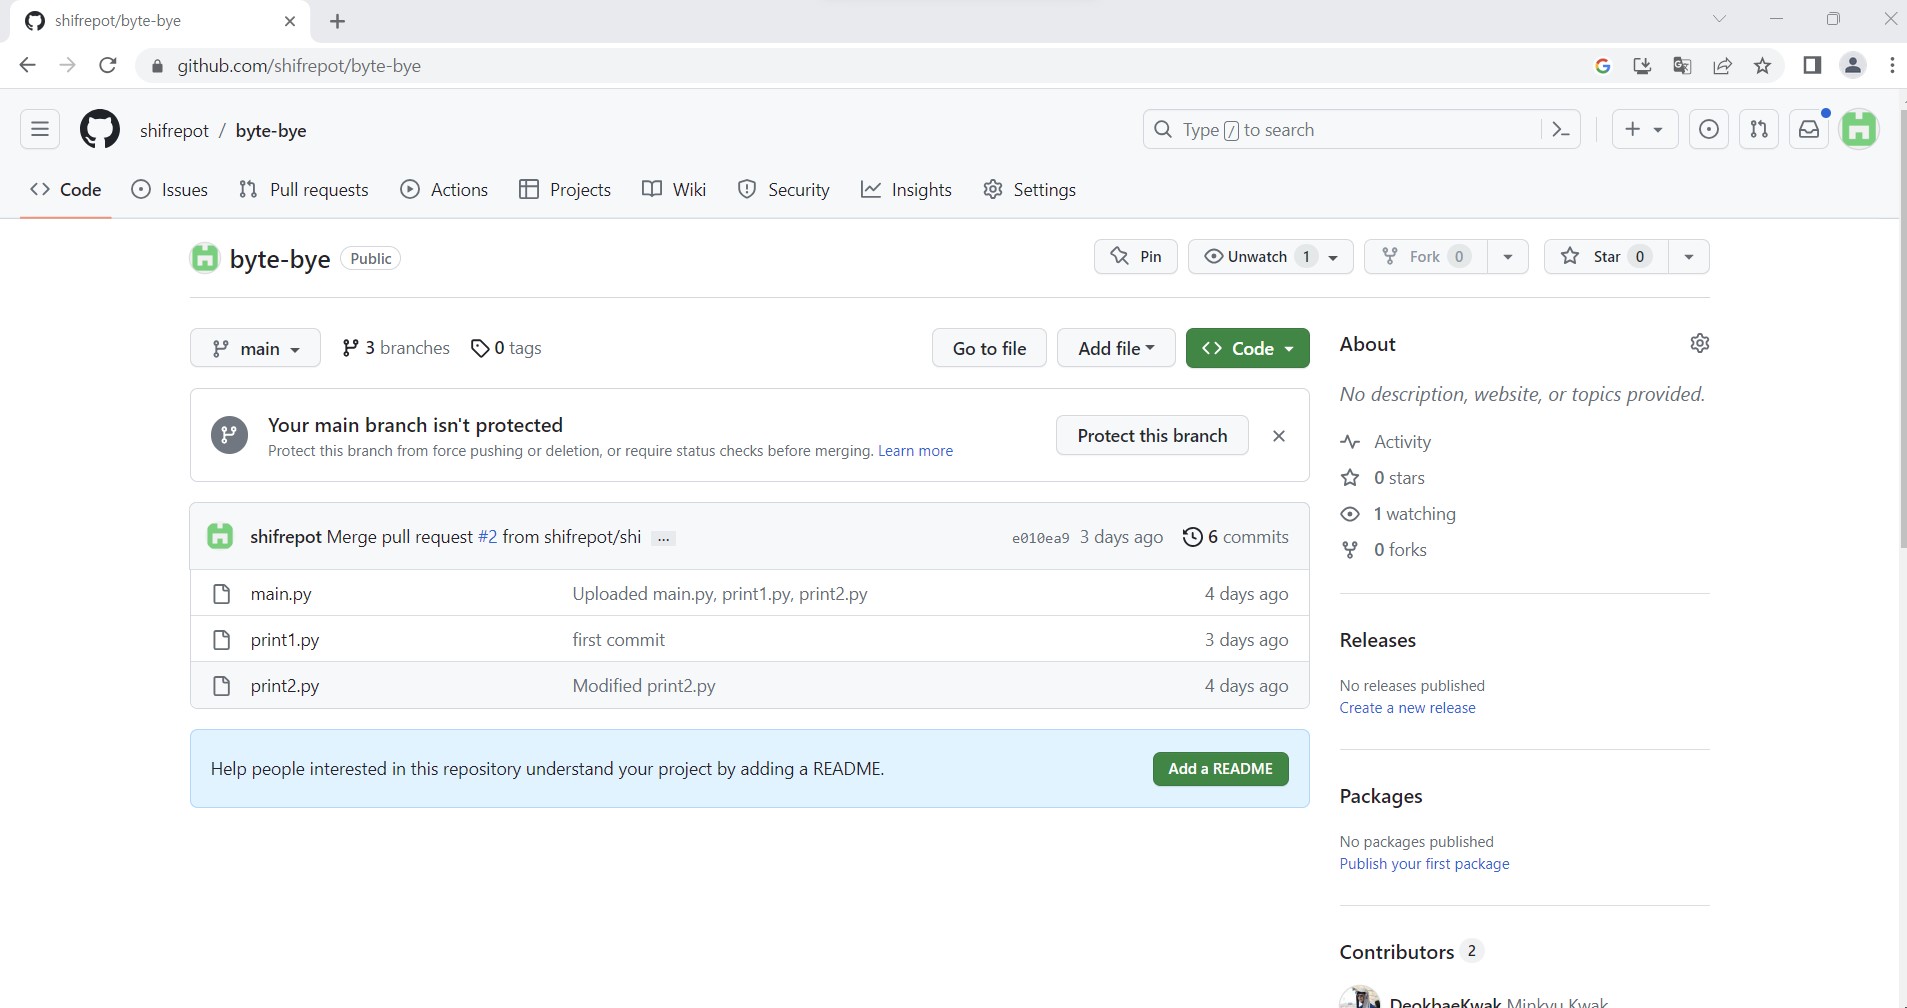 shifrepot/byte-bye
github.com/shifrepot/byte-bye
shifrepot / byte-bye
Type / to search
Code Issues Pull requests Actions Projects Wiki Security Insights Settings
byte-bye Public
Pin Unwatch 1 Fork 0 Star 0
main 3 branches 0 tags Go to file Add file Code
Your main branch isn't protected
Protect this branch from force pushing or deletion, or require status checks before merging. Learn more
Protect this branch
shifrepot Merge pull request #2 from shifrepot/shi ... e010ea9 3 days ago 6 commits
main.py Uploaded main.py, print1.py, print2.py 4 days ago
print1.py first commit 3 days ago
print2.py Modified print2.py 4 days ago
Help people interested in this repository understand your project by adding a README. Add a README
About
No description, website, or topics provided.
Activity
0 stars
1 watching
0 forks
Releases
No releases published
Create a new release
Packages
No packages published
Publish your first package
Contributors 2
DeokbaeKwak Minkyu Kwak